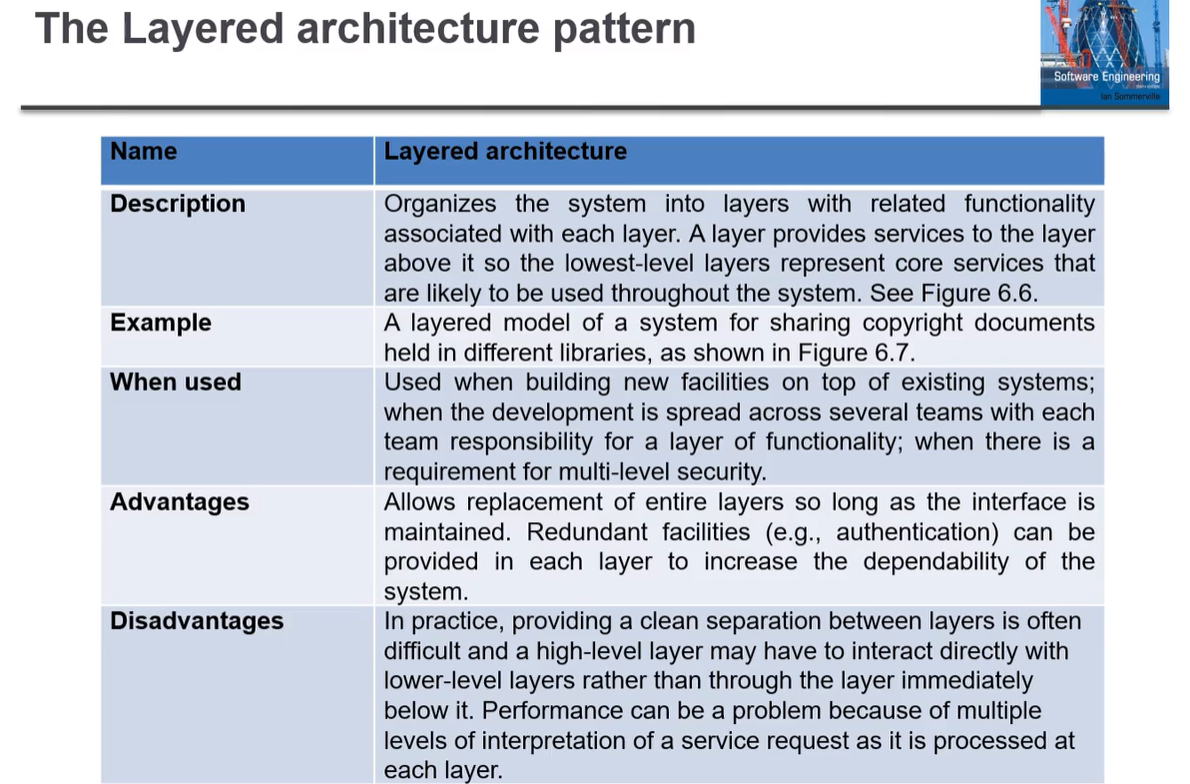 The Layered architecture pattern
Software Engineering
Ian Sommerville
Name
Layered architecture
Description
Organizes the system into layers with related functionality
associated with each layer. A layer provides services to the layer
above it so the lowest-level layers represent core services that
are likely to be used throughout the system. See Figure 6.6.
Example
A layered model of a system for sharing copyright documents
held in different libraries, as shown in Figure 6.7.
When used
Used when building new facilities on top of existing systems;
when the development is spread across several teams with each
team responsibility for a layer of functionality; when there is a
requirement for multi-level security.
Advantages
Allows replacement of entire layers so long as the interface is
maintained. Redundant facilities (e.g., authentication) can be
provided in each layer to increase the dependability of the
system.
Disadvantages
In practice, providing a clean separation between layers is often
difficult and a high-level layer may have to interact directly with
lower-level layers rather than through the layer immediately
below it. Performance can be a problem because of multiple
levels of interpretation of a service request as it is processed at
each layer.